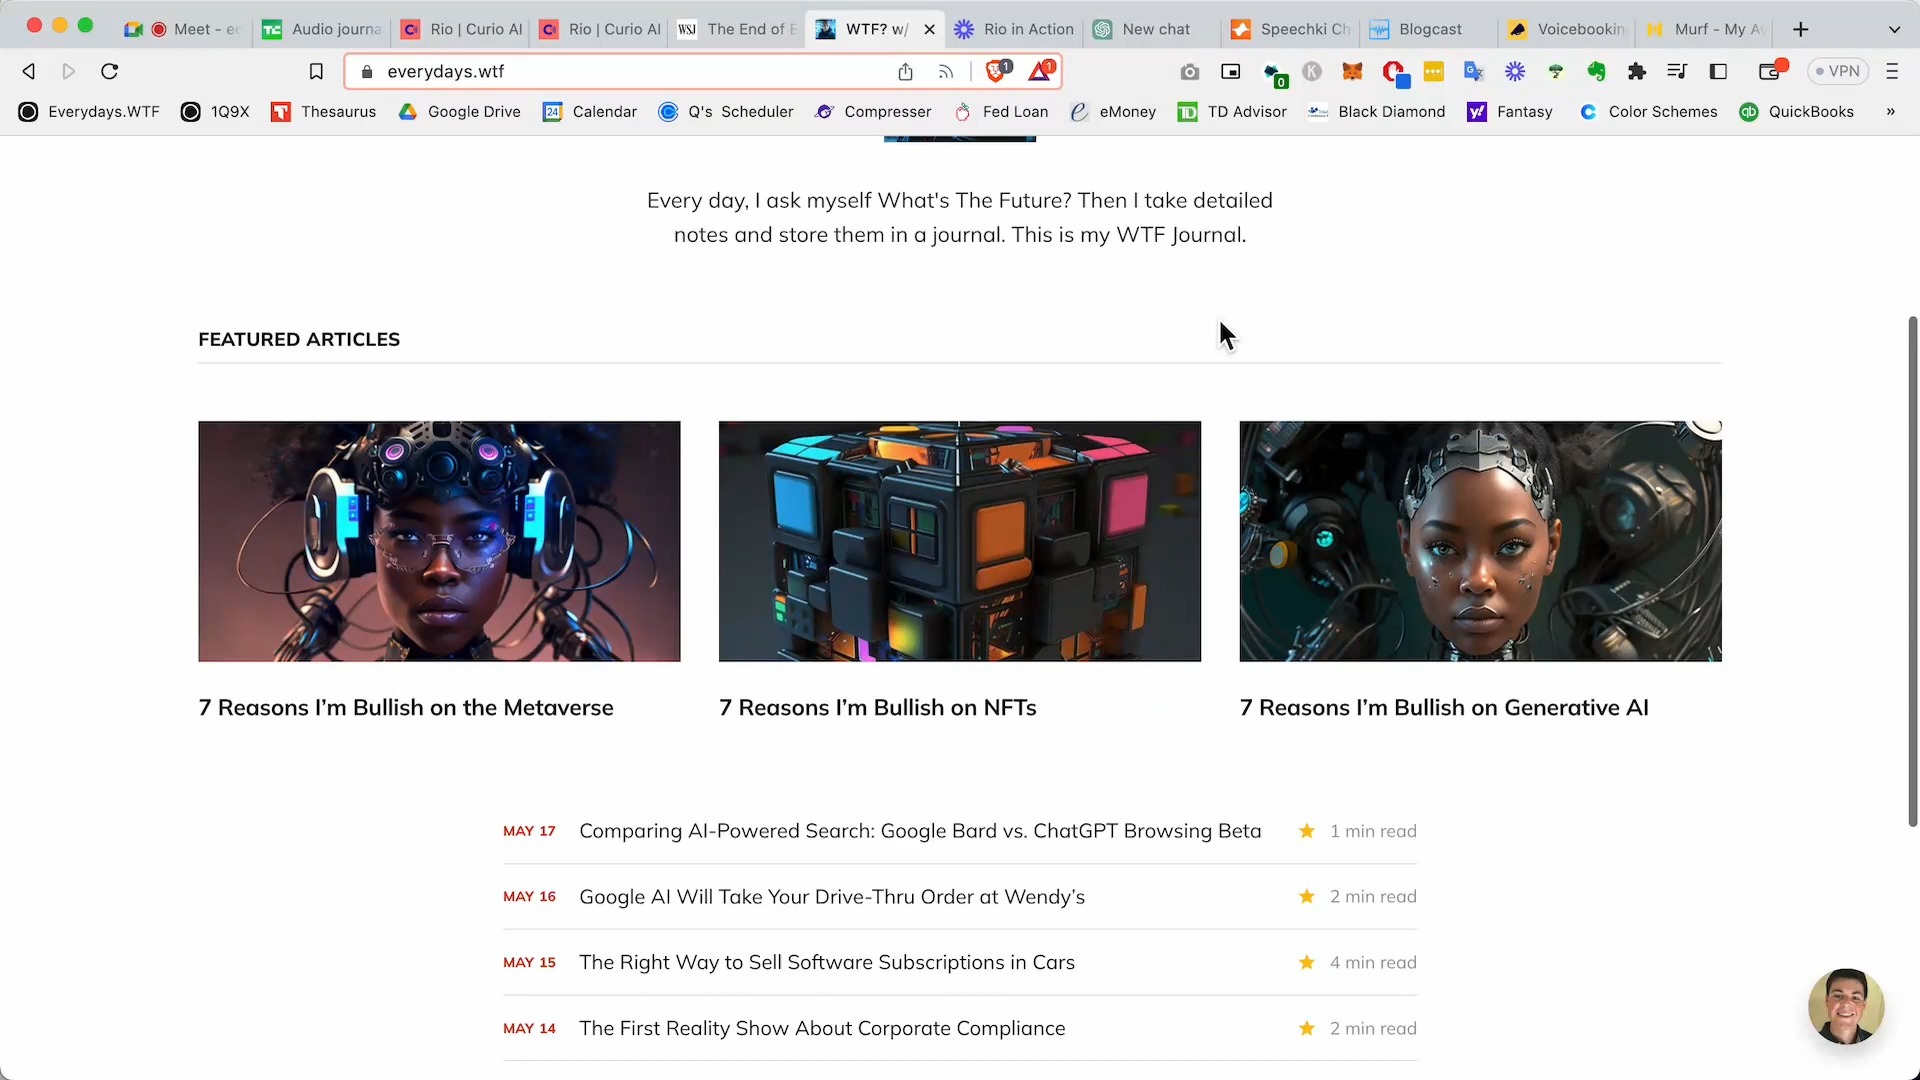 Meet - e
Audio journa
Rio | Curio AI
Rio | Curio AI
WSJ
The End of E
WTF? w/
Rio in Action
New chat
Speechki Ch
Blogcast
Voicebookin
Murf - My A
everydays.wtf
1
1
0
VPN
Everydays.WTF
1Q9X
Thesaurus
Google Drive
24
Calendar
Q's Scheduler
Compresser
Fed Loan
eMoney
TD Advisor
Black Diamond
Fantasy
Color Schemes
QuickBooks
»
Every day, I ask myself What's The Future? Then I take detailed
notes and store them in a journal. This is my WTF Journal.
FEATURED ARTICLES
7 Reasons I’m Bullish on the Metaverse
7 Reasons I’m Bullish on NFTs
7 Reasons I’m Bullish on Generative AI
MAY 17 Comparing AI-Powered Search: Google Bard vs. ChatGPT Browsing Beta 1 min read
MAY 16 Google AI Will Take Your Drive-Thru Order at Wendy’s 2 min read
MAY 15 The Right Way to Sell Software Subscriptions in Cars 4 min read
MAY 14 The First Reality Show About Corporate Compliance 2 min read